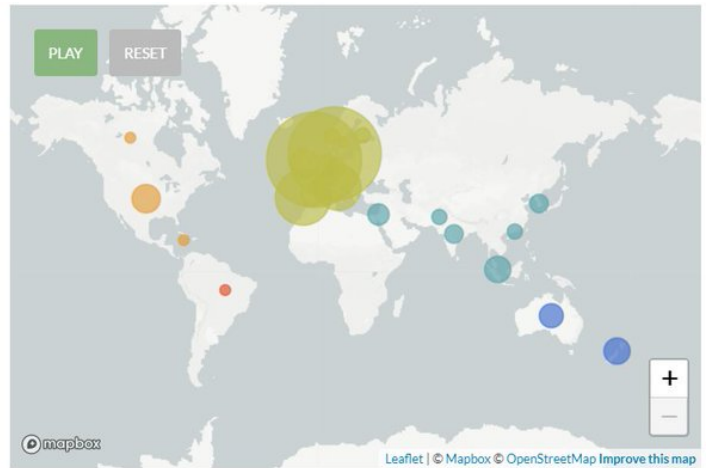 PLAY RESET
+
−
mapbox
Leaflet | © Mapbox © OpenStreetMap Improve this map